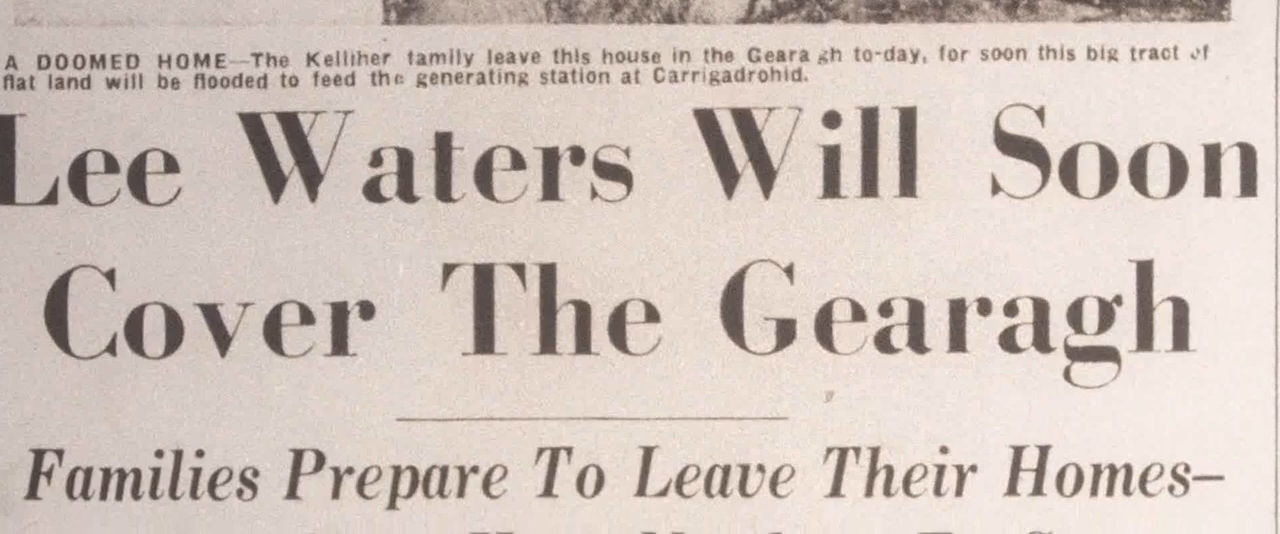 A DOOMED HOME—The Kelliher family leave this house in the Geara gh to-day, for soon this big tract of
flat land will be flooded to feed the generating station at Carrigadrohid.
Lee Waters Will Soon
Cover The Gearagh
Families Prepare To Leave Their Homes—